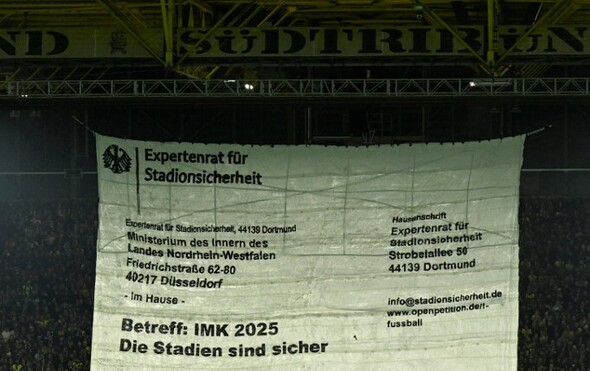 ND SÜDTRIBÜN
Expertenrat für
Stadionsicherheit
Expertenrat für Stadionsicherheit, 44139 Dortmund
Ministerium des Innern des
Landes Nordrhein-Westfalen
Friedrichstraße 62-80
40217 Düsseldorf
- Im Hause -
Hausanschrift
Expertenrat für
Stadionsicherheit
Strobelallee 50
44139 Dortmund
info@stadionsicherheit.de
www.openpetition.de/f-
fussball
Betreff: IMK 2025
Die Stadien sind sicher